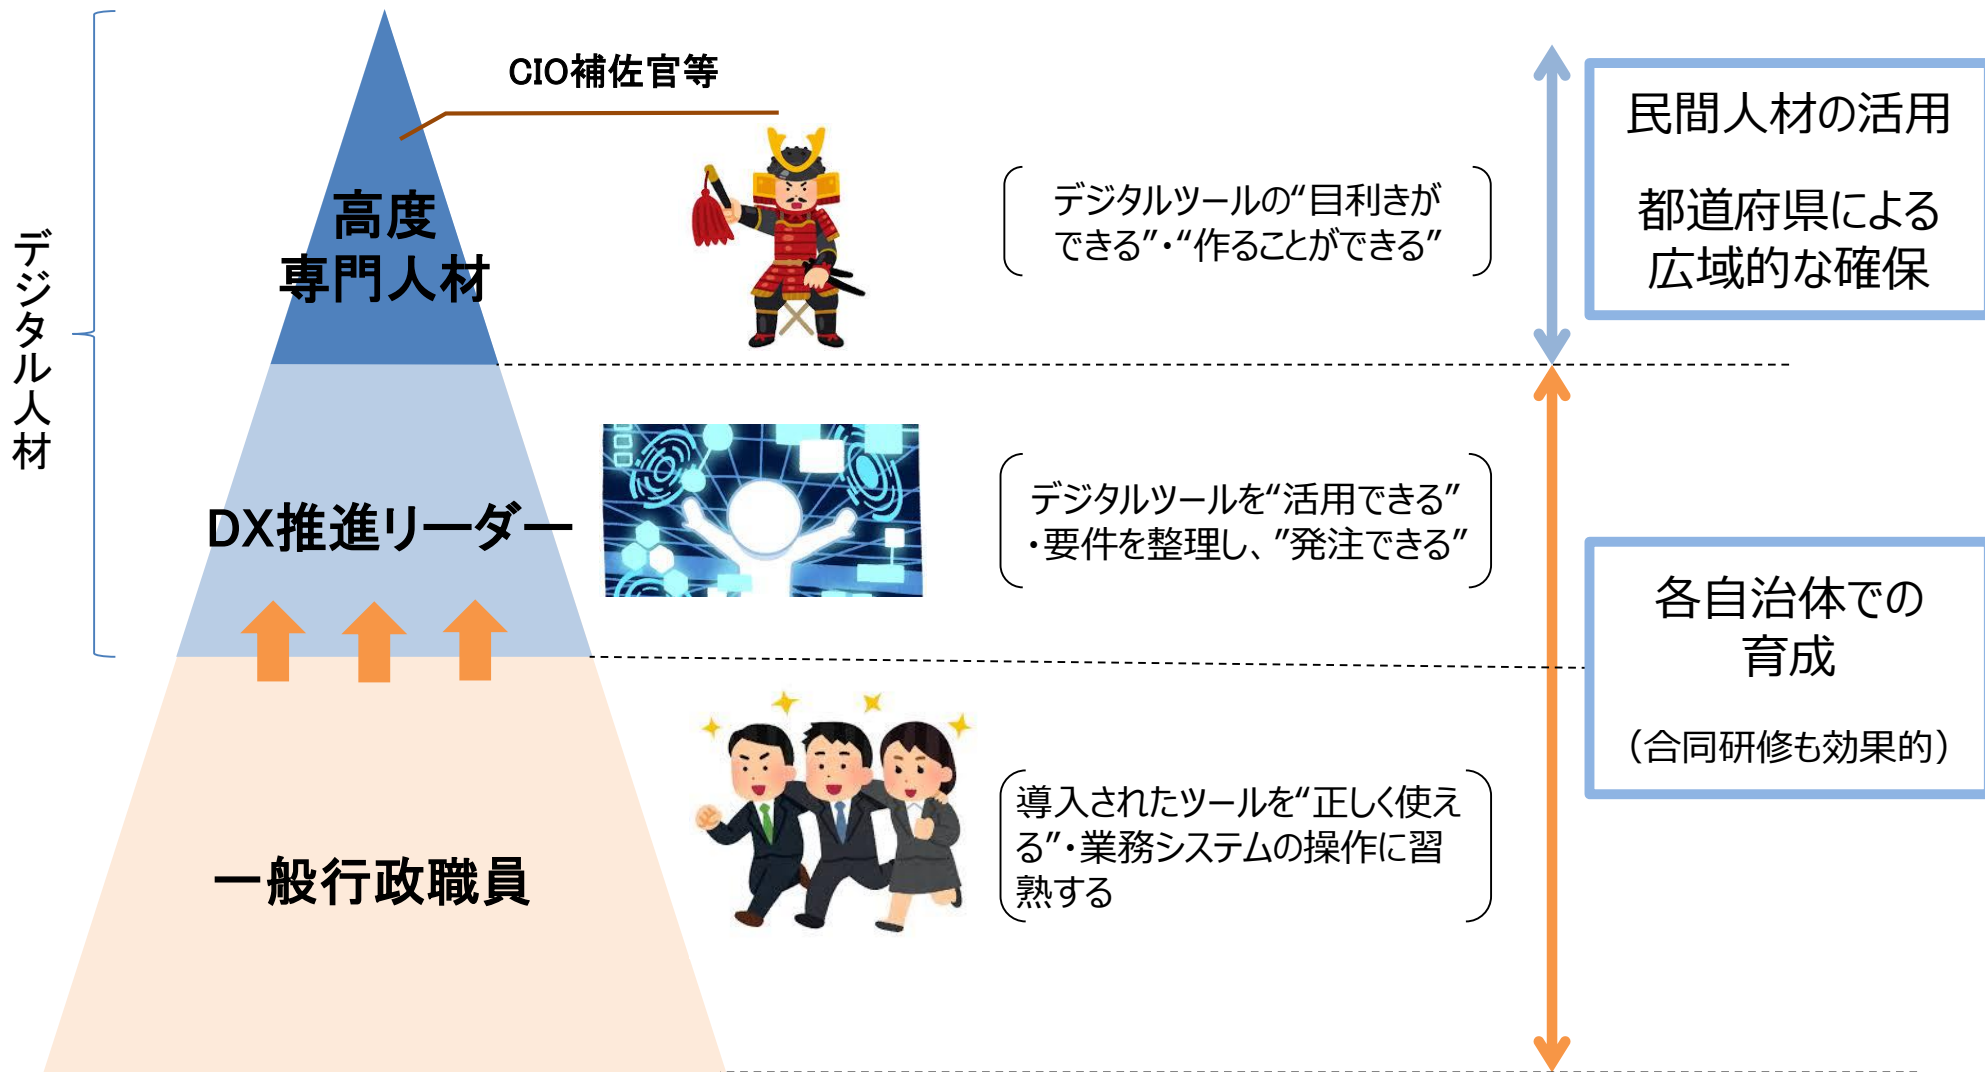 デジタル人材
CIO補佐官等
高度
専門人材
デジタルツールの“目利きが
できる”・“作ることができる”
民間人材の活用
都道府県による
広域的な確保
DX推進リーダー
デジタルツールを“活用できる”
・要件を整理し、”発注できる”
各自治体での
育成
（合同研修も効果的）
一般行政職員
導入されたツールを“正しく使え
る”・業務システムの操作に習
熟する